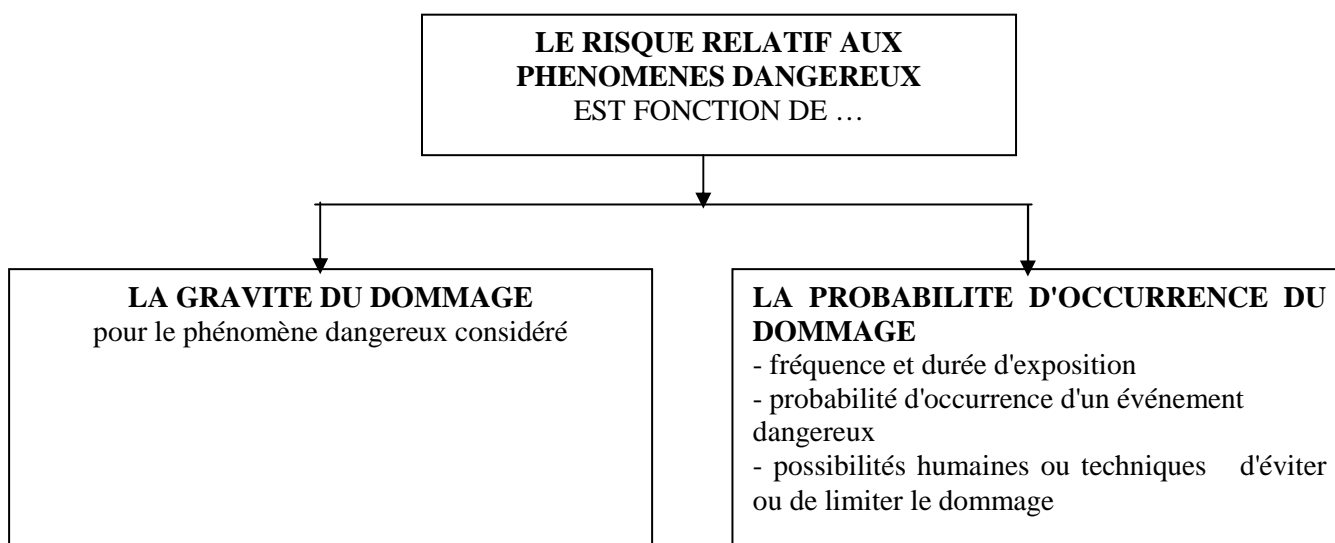 LE RISQUE RELATIF AUX
PHENOMENES DANGEREUX
EST FONCTION DE …
LA GRAVITE DU DOMMAGE
pour le phénomène dangereux considéré
LA PROBABILITE D'OCCURRENCE DU
DOMMAGE
- fréquence et durée d'exposition
- probabilité d'occurrence d'un événement
dangereux
- possibilités humaines ou techniques d'éviter
ou de limiter le dommage